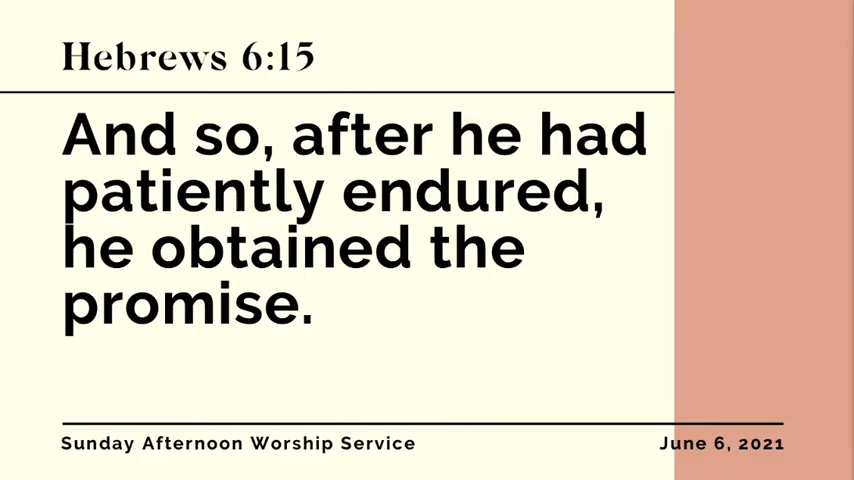 Hebrews 6:15
And so, after he had
patiently endured,
he obtained the
promise.
Sunday Afternoon Worship Service
June 6, 2021